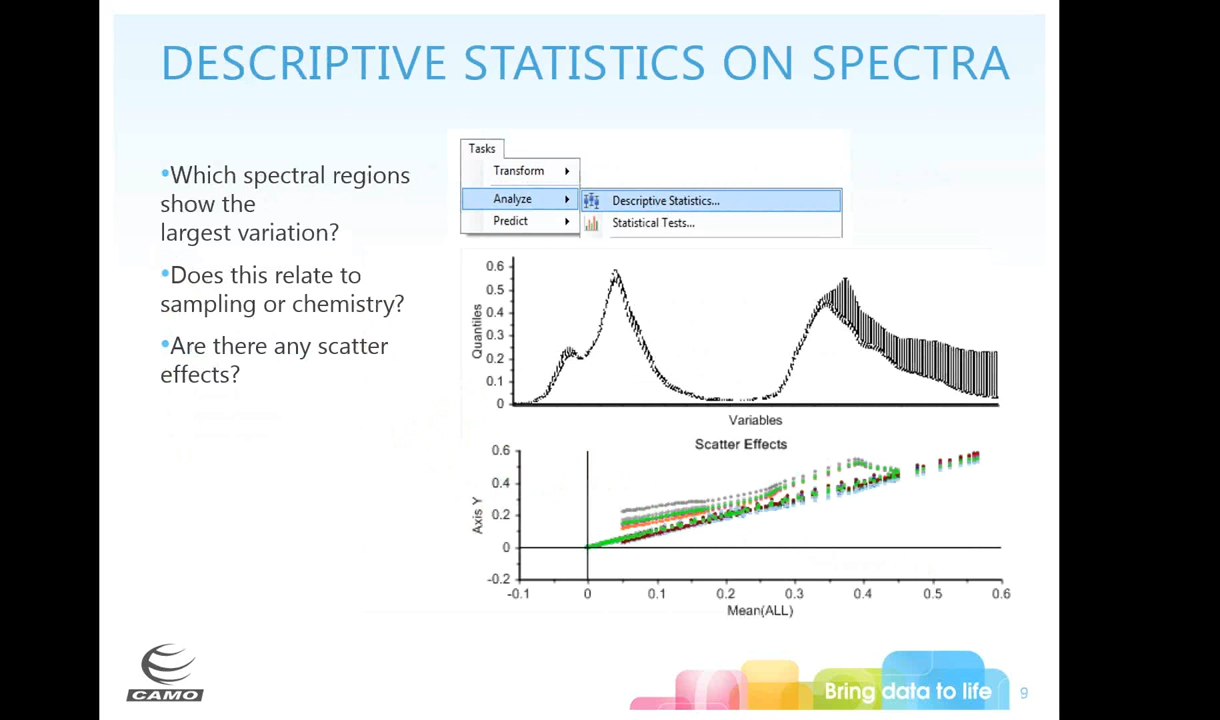 DESCRIPTIVE STATISTICS ON SPECTRA
•Which spectral regions
show the
largest variation?
•Does this relate to
sampling or chemistry?
•Are there any scatter
effects?
Tasks
Transform
Analyze
Predict
Descriptive Statistics...
Statistical Tests...
Quantiles
0.6
0.5
0.4
0.3
0.2
0.1
0
Variables
Scatter Effects
Axis Y
0.6
0.4
0.2
0
-0.2
-0.1 0 0.1 0.2 0.3 0.4 0.5 0.6
Mean(ALL)
CAMO
Bring data to life
9